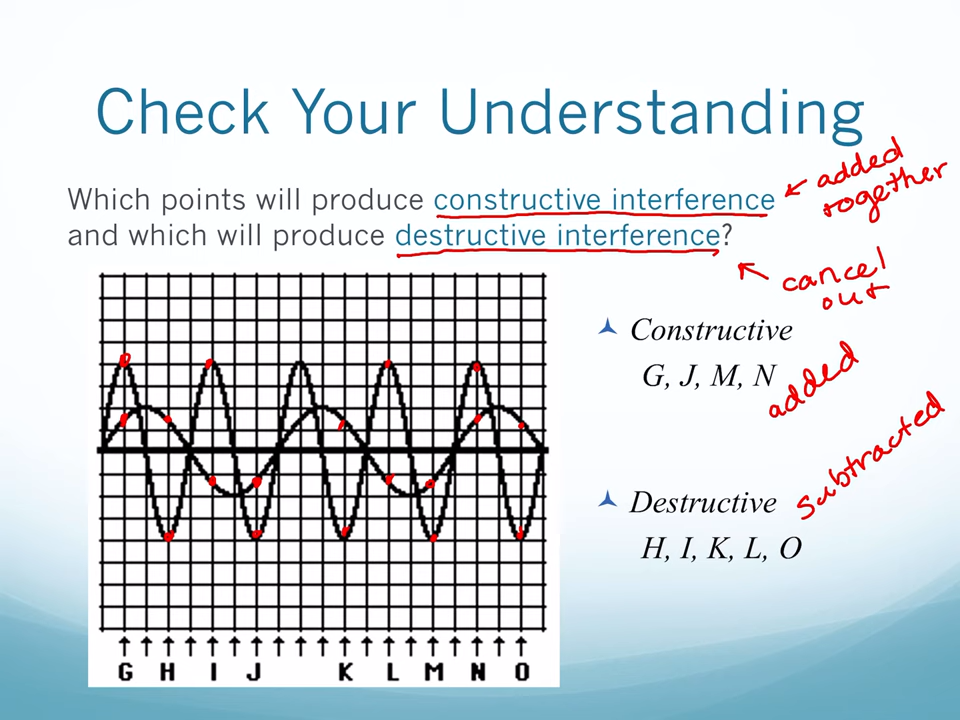 Check Your Understanding
Which points will produce constructive interference
and which will produce destructive interference?
added
together
cancel
out
Constructive
G, J, M, N
added
Destructive
H, I, K, L, O
subtracted
G H I J K L M N O